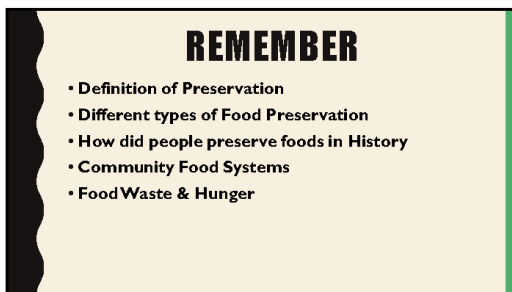 REMEMBER
• Definition of Preservation
• Different types of Food Preservation
• How did people preserve foods in History
• Community Food Systems
• Food Waste & Hunger